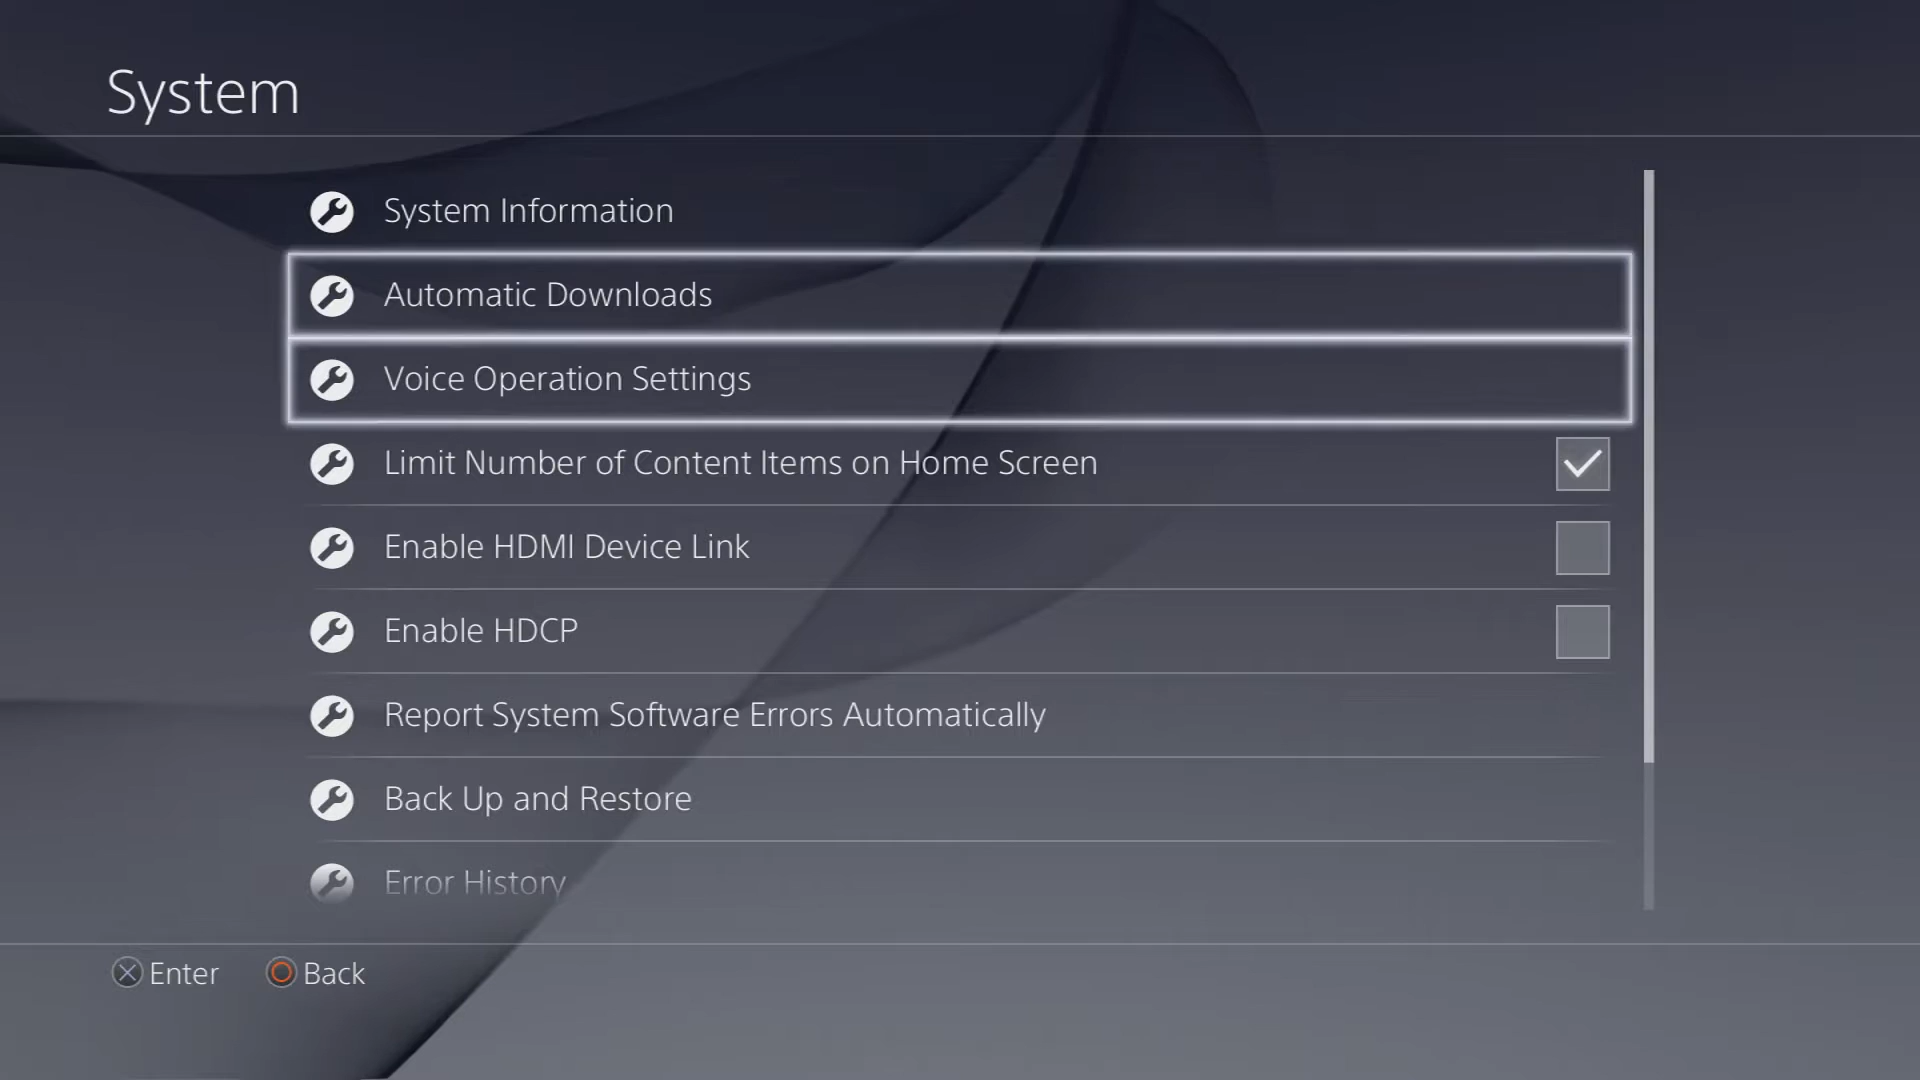 System
System Information
Automatic Downloads
Voice Operation Settings
Limit Number of Content Items on Home Screen
Enable HDMI Device Link
Enable HDCP
Report System Software Errors Automatically
Back Up and Restore
Error History
Enter Back